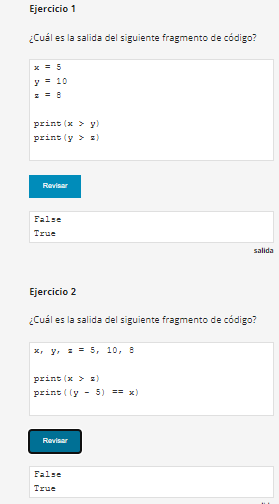 Ejercicio 1
¿Cuál es la salida del siguiente fragmento de código?
x = 5
y = 10
z = 8
print(x > y)
print(y > z)
Revisar
False
True
salida
Ejercicio 2
¿Cuál es la salida del siguiente fragmento de código?
x, y, z = 5, 10, 8
print(x > z)
print((y - 5) == x)
Revisar
False
True